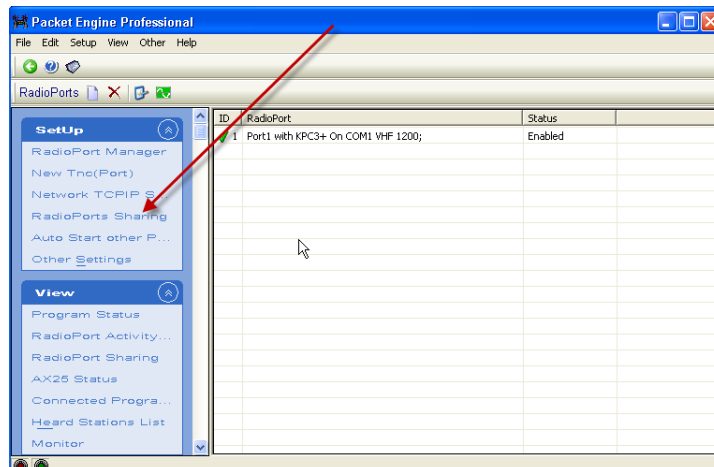 Packet Engine Professional
File Edit Setup View Other Help
RadioPorts
SetUp
RadioPort Manager
New Tnc(Port)
Network TCPIP S...
RadioPorts Sharing
Auto Start other P...
Other Settings
View
Program Status
RadioPort Activity...
RadioPort Sharing
AX25 Status
Connected Progra...
Heard Stations List
Monitor
ID RadioPort Status
1 Port1 with KPC3+ On COM1 VHF 1200; Enabled